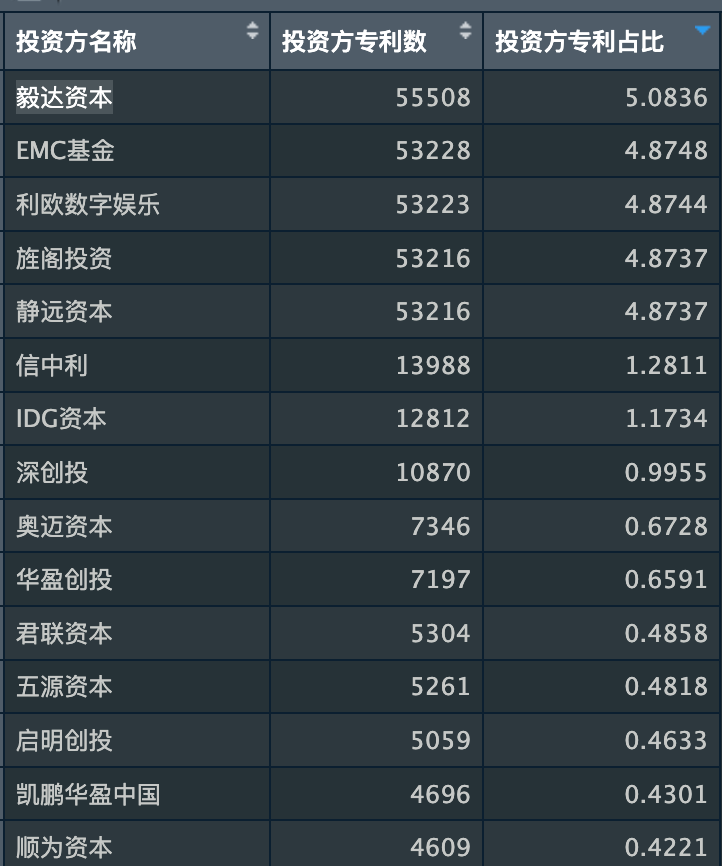 投资方名称 投资方专利数 投资方专利占比
毅达资本 55508 5.0836
EMC基金 53228 4.8748
利欧数字娱乐 53223 4.8744
旌阁投资 53216 4.8737
静远资本 53216 4.8737
信中利 13988 1.2811
IDG资本 12812 1.1734
深创投 10870 0.9955
奥迈资本 7346 0.6728
华盈创投 7197 0.6591
君联资本 5304 0.4858
五源资本 5261 0.4818
启明创投 5059 0.4633
凯鹏华盈中国 4696 0.4301
顺为资本 4609 0.4221